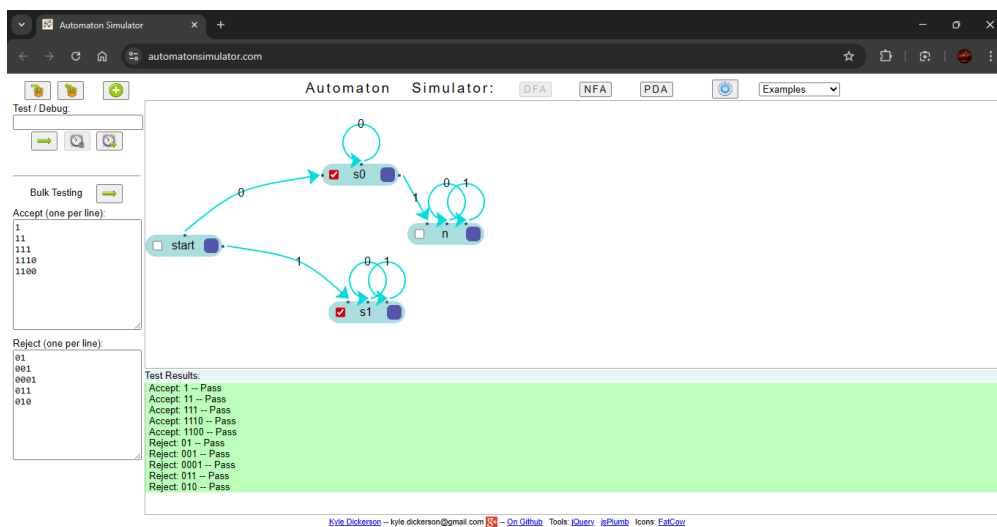 Automaton Simulator
automatonsimulator.com
Automaton Simulator: DFA NFA PDA Examples
Test / Debug:
Bulk Testing
Accept (one per line):
1
11
111
1110
1100
Reject (one per line):
01
001
0001
011
010
0
s0
0
1
0 1
n
start
1
0 1
s1
Test Results:
Accept: 1 -- Pass
Accept: 11 -- Pass
Accept: 111 -- Pass
Accept: 1110 -- Pass
Accept: 1100 -- Pass
Reject: 01 -- Pass
Reject: 001 -- Pass
Reject: 0001 -- Pass
Reject: 011 -- Pass
Reject: 010 -- Pass
Kyle Dickerson -- kyle.dickerson@gmail.com -- On Github Tools: jQuery jsPlumb Icons: FatCow